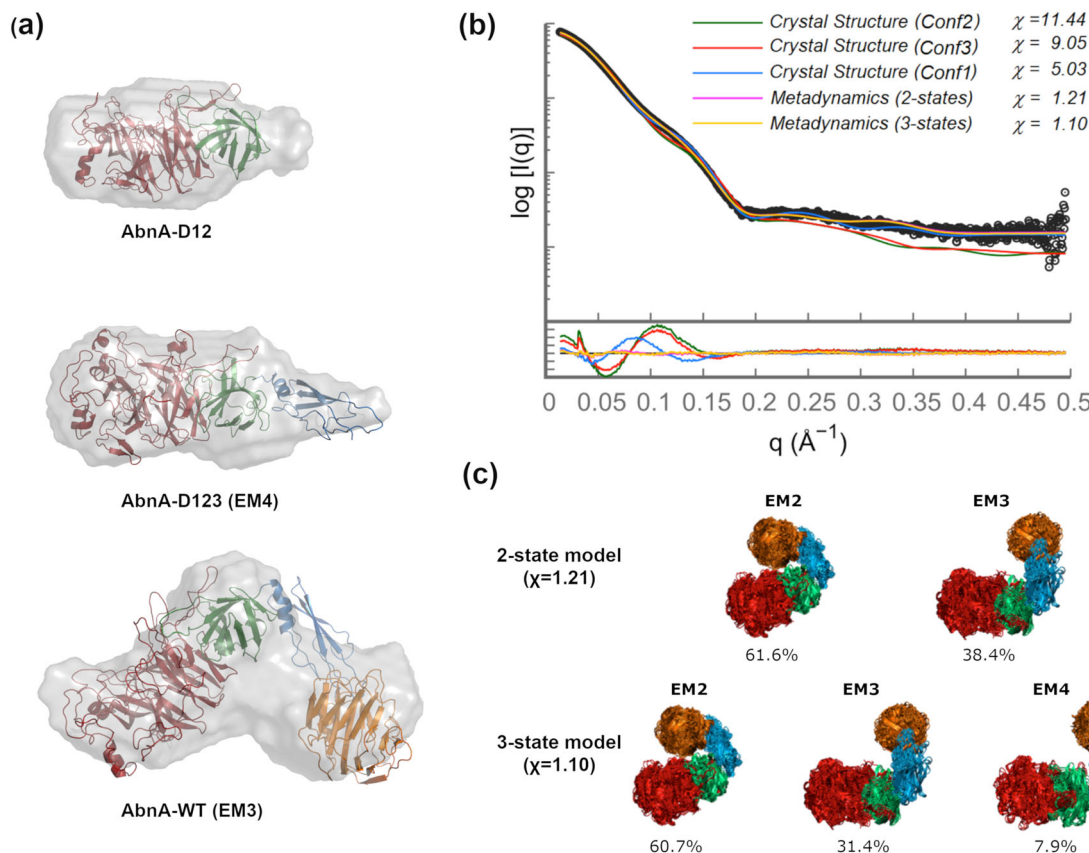 (a)
AbnA-D12
AbnA-D123 (EM4)
AbnA-WT (EM3)
(b)
Crystal Structure (Conf2) χ =11.44
Crystal Structure (Conf3) χ = 9.05
Crystal Structure (Conf1) χ = 5.03
Metadynamics (2-states) χ = 1.21
Metadynamics (3-states) χ = 1.10
log [I(q)]
0 0.05 0.1 0.15 0.2 0.25 0.3 0.35 0.4 0.45 0.5
q (Å⁻¹)
(c)
EM2 EM3
2-state model
(χ=1.21)
61.6% 38.4%
EM2 EM3 EM4
3-state model
(χ=1.10)
60.7% 31.4% 7.9%